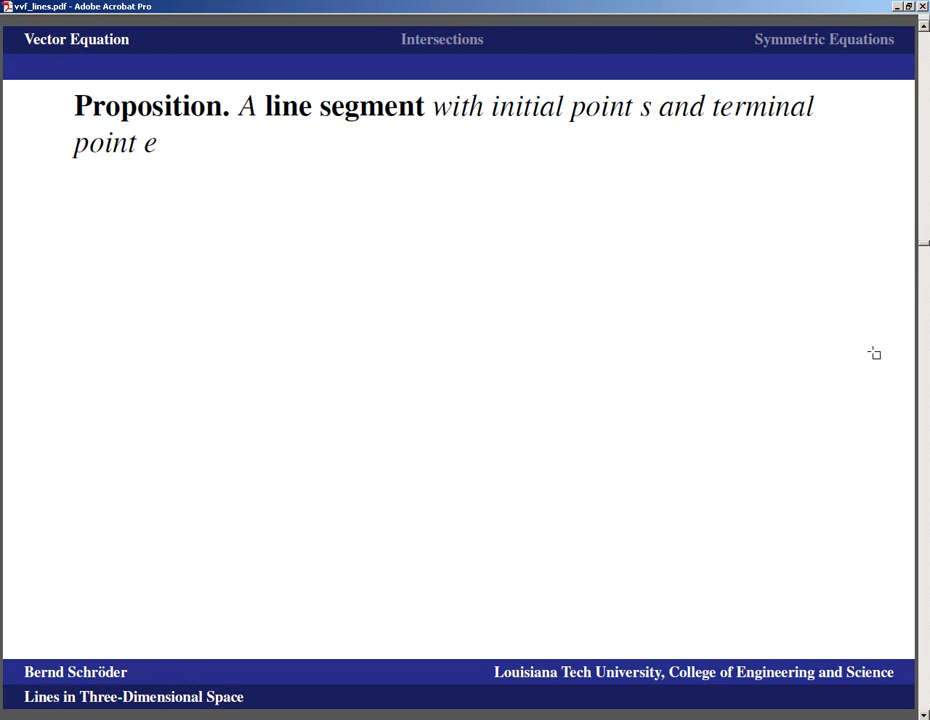 vvf_lines.pdf - Adobe Acrobat Pro
Vector Equation Intersections Symmetric Equations
Proposition. A line segment with initial point s and terminal
point e
Bernd Schröder Louisiana Tech University, College of Engineering and Science
Lines in Three-Dimensional Space